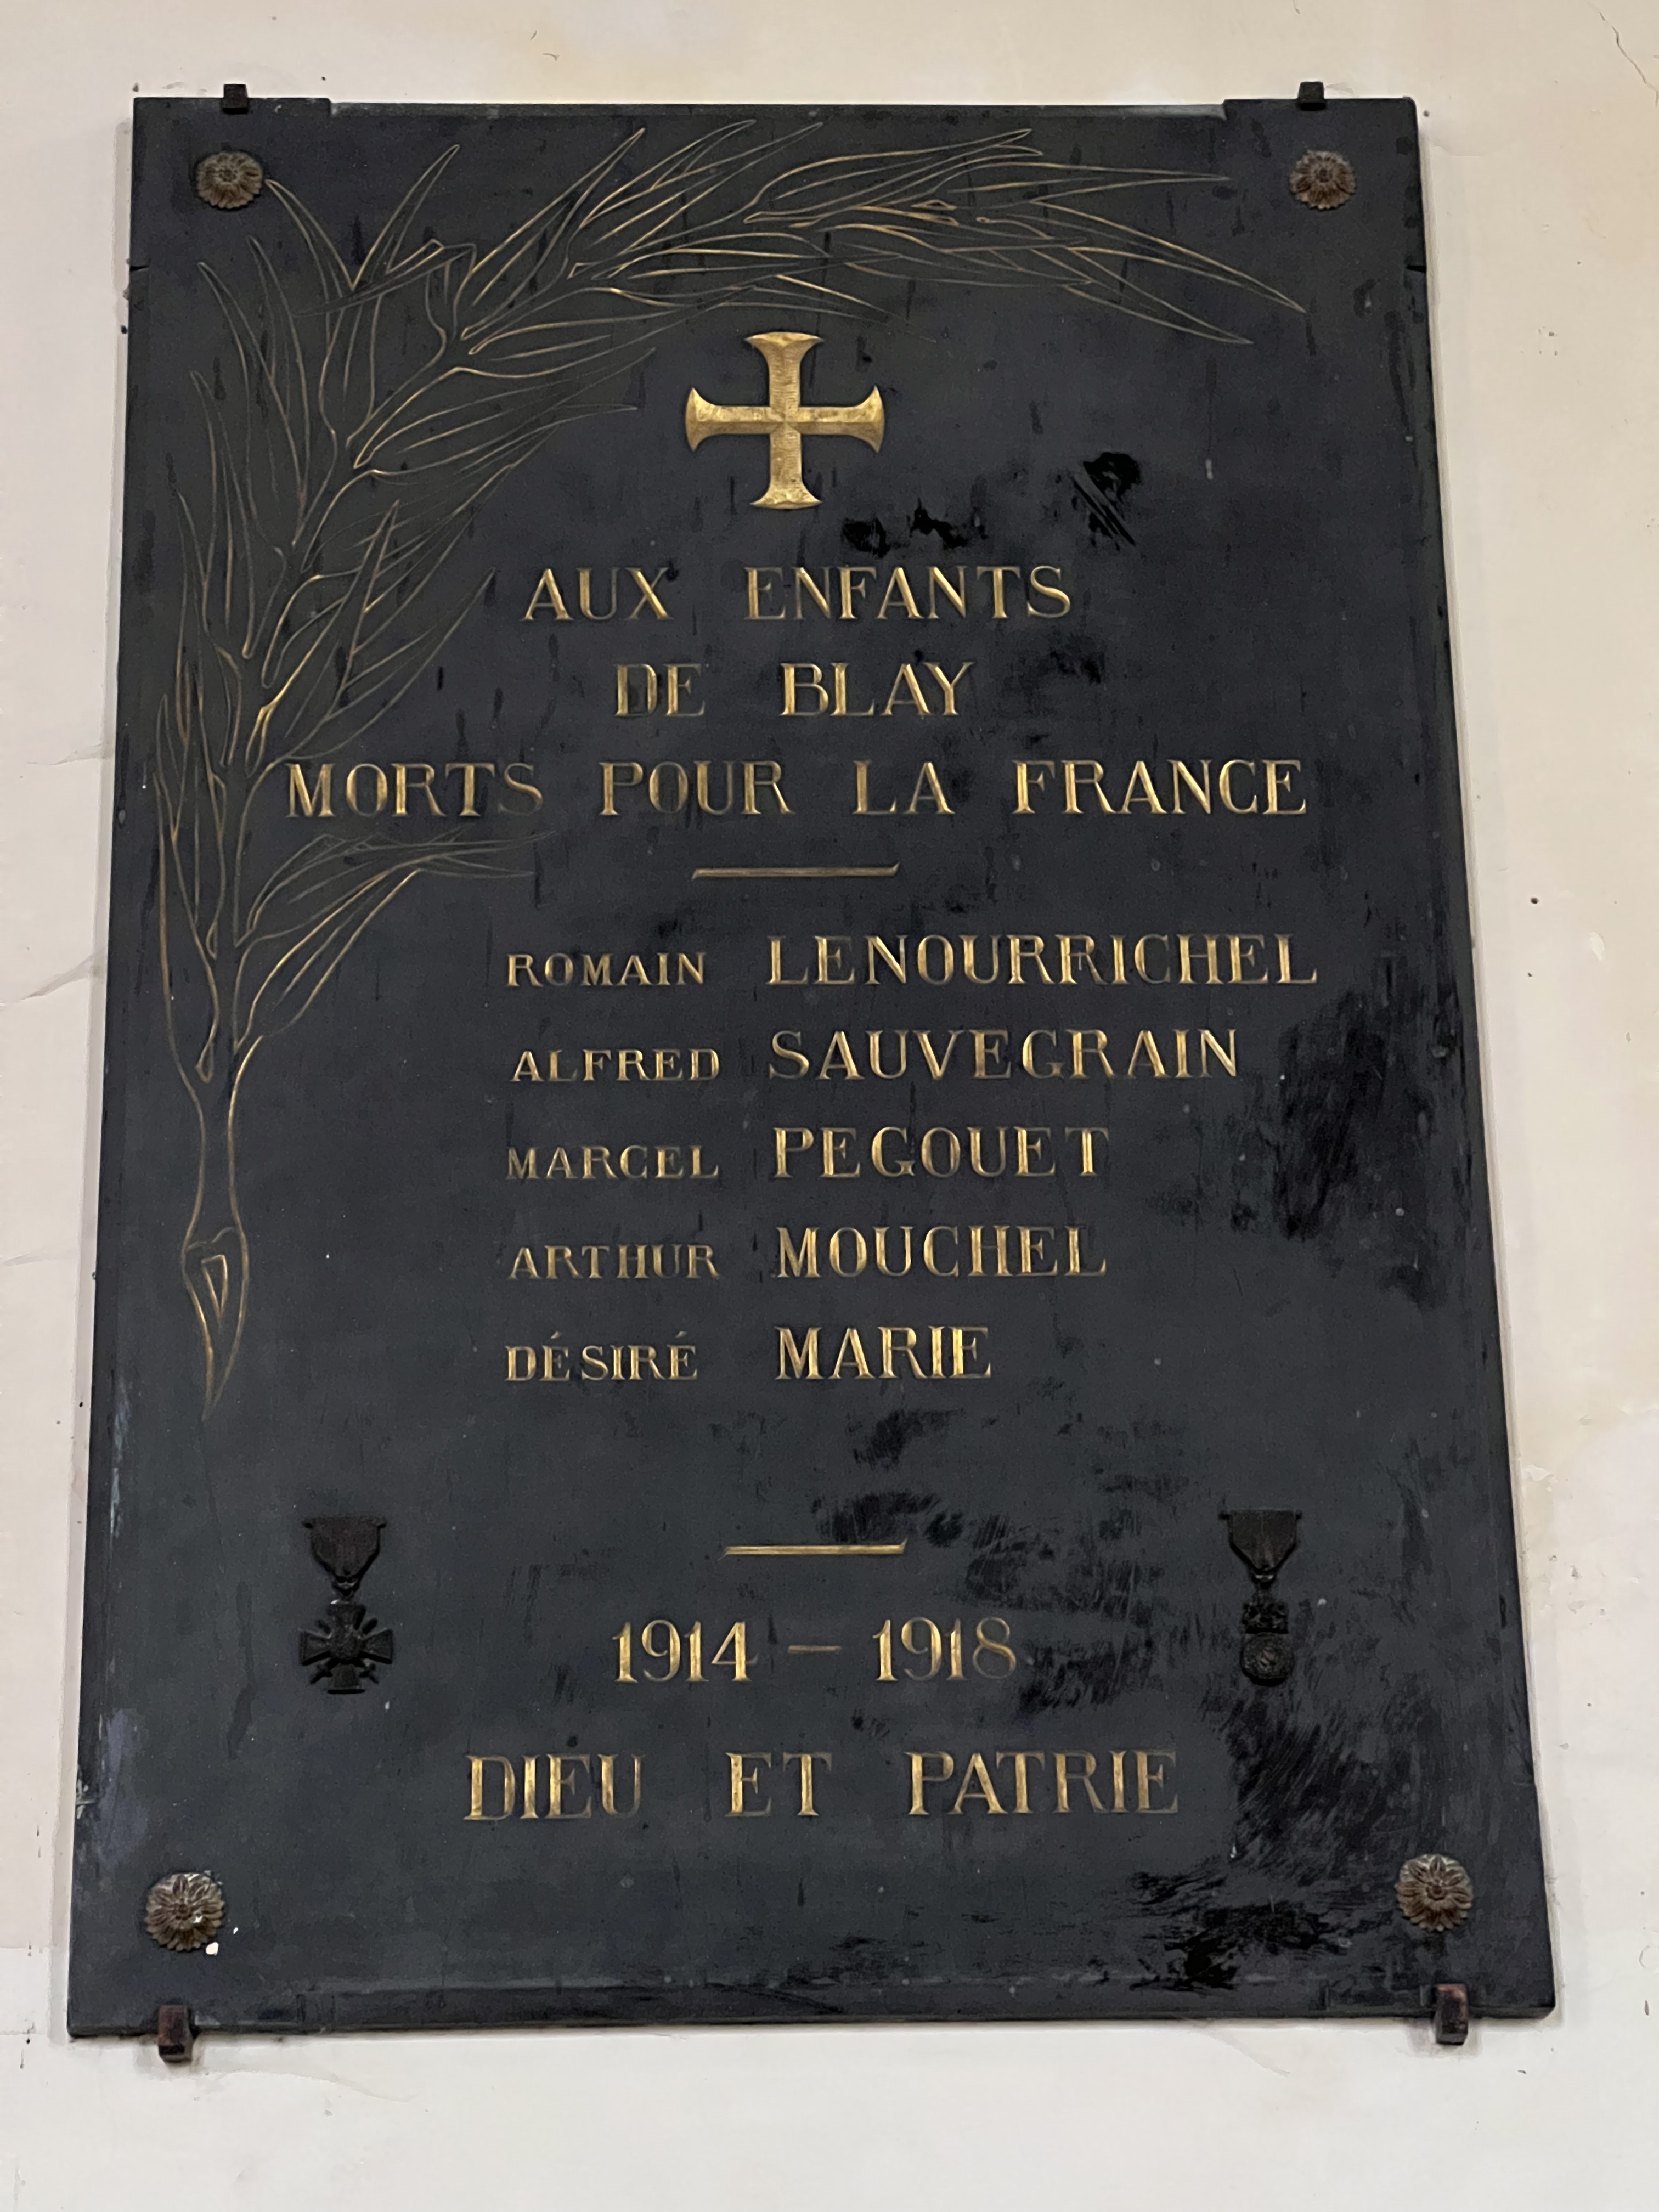 AUX ENFANTS
DE BLAY
MORTS POUR LA FRANCE
ROMAIN LENOURRICHEL
ALFRED SAUVEGRAIN
MARCEL PEGOUET
ARTHUR MOUCHEL
DÉSIRÉ MARIE
1914 — 1918
DIEU ET PATRIE